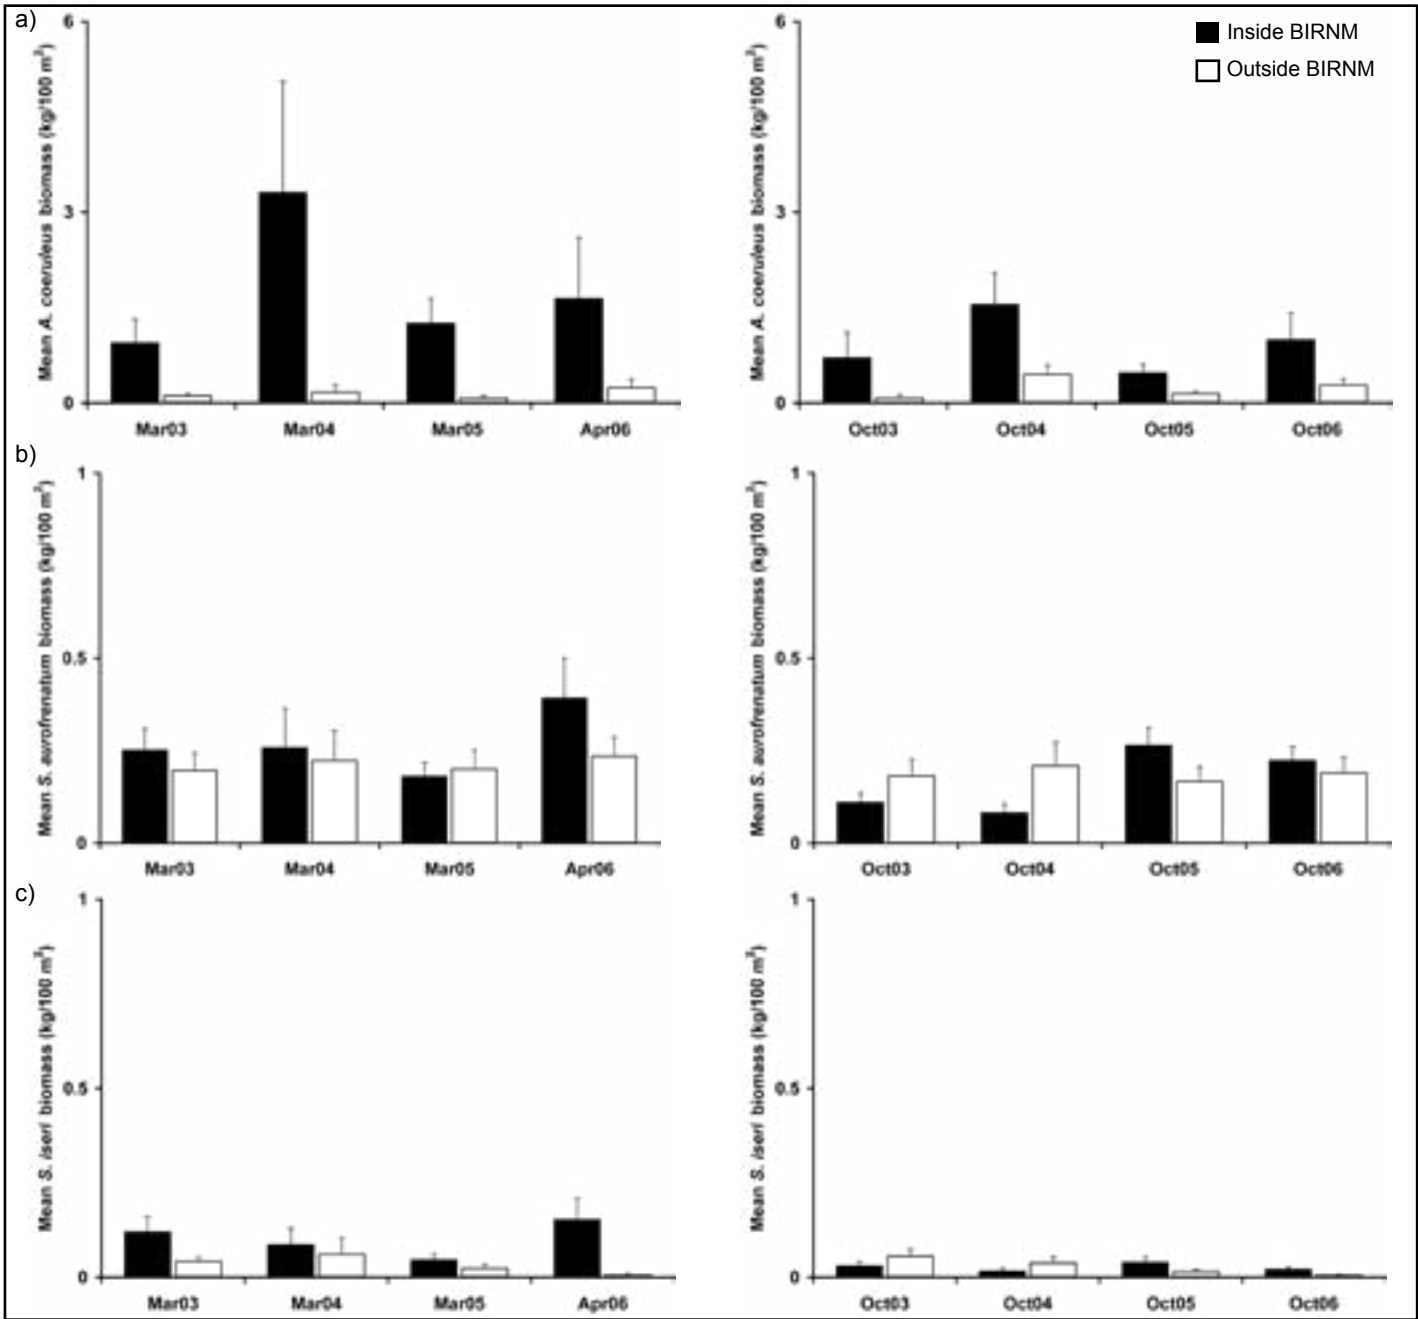 a)
Mean A. coeruleus biomass (kg/100 m²)
6
3
0
Mar03 Mar04 Mar05 Apr06
Mean A. coeruleus biomass (kg/100 m²)
6
3
0
Oct03 Oct04 Oct05 Oct06
Inside BIRNM
Outside BIRNM
b)
Mean S. aurofrenatum biomass (kg/100 m²)
1
0.5
0
Mar03 Mar04 Mar05 Apr06
Mean S. aurofrenatum biomass (kg/100 m²)
1
0.5
0
Oct03 Oct04 Oct05 Oct06
c)
Mean S. iseri biomass (kg/100 m²)
1
0.5
0
Mar03 Mar04 Mar05 Apr06
Mean S. iseri biomass (kg/100 m²)
1
0.5
0
Oct03 Oct04 Oct05 Oct06